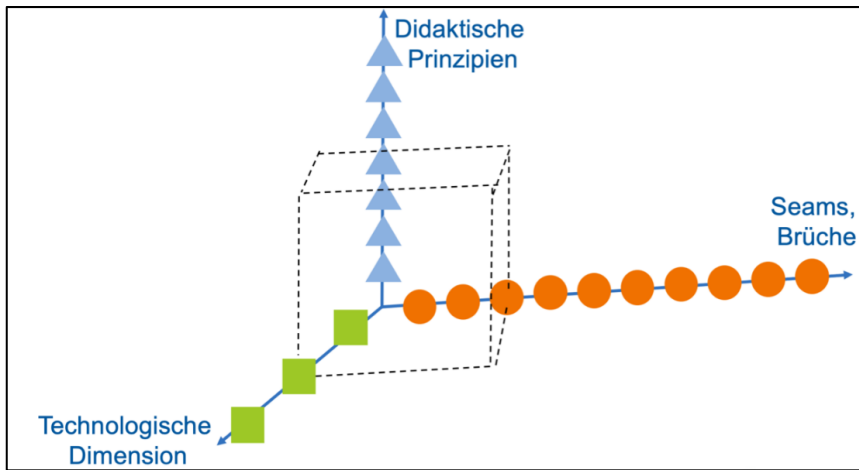 Didaktische
Prinzipien
Seams,
Brüche
Technologische
Dimension